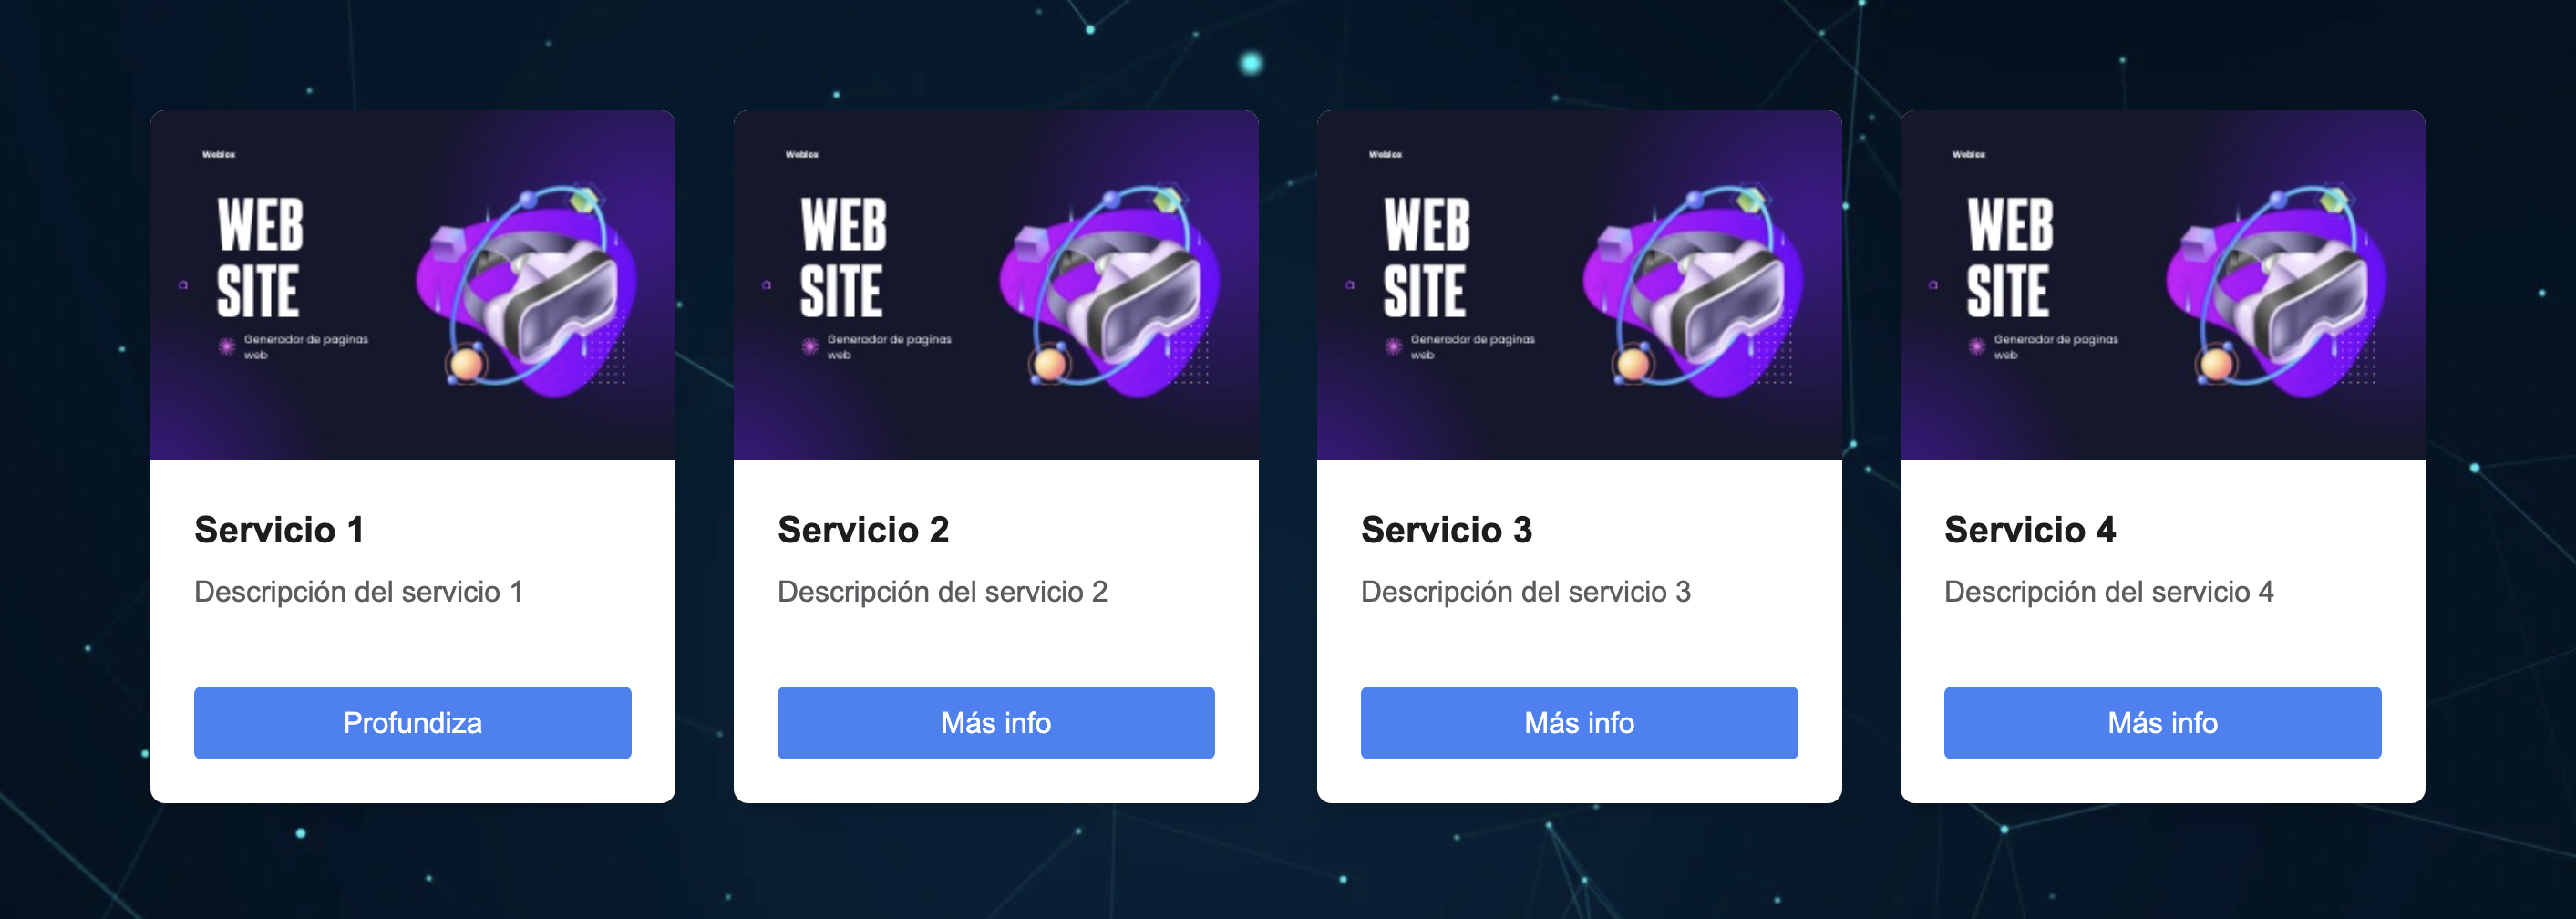 Weblox
WEB
SITE
Generador de paginas
web
Servicio 1
Descripción del servicio 1
Profundiza
Weblox
WEB
SITE
Generador de paginas
web
Servicio 2
Descripción del servicio 2
Más info
Weblox
WEB
SITE
Generador de paginas
web
Servicio 3
Descripción del servicio 3
Más info
Weblox
WEB
SITE
Generador de paginas
web
Servicio 4
Descripción del servicio 4
Más info